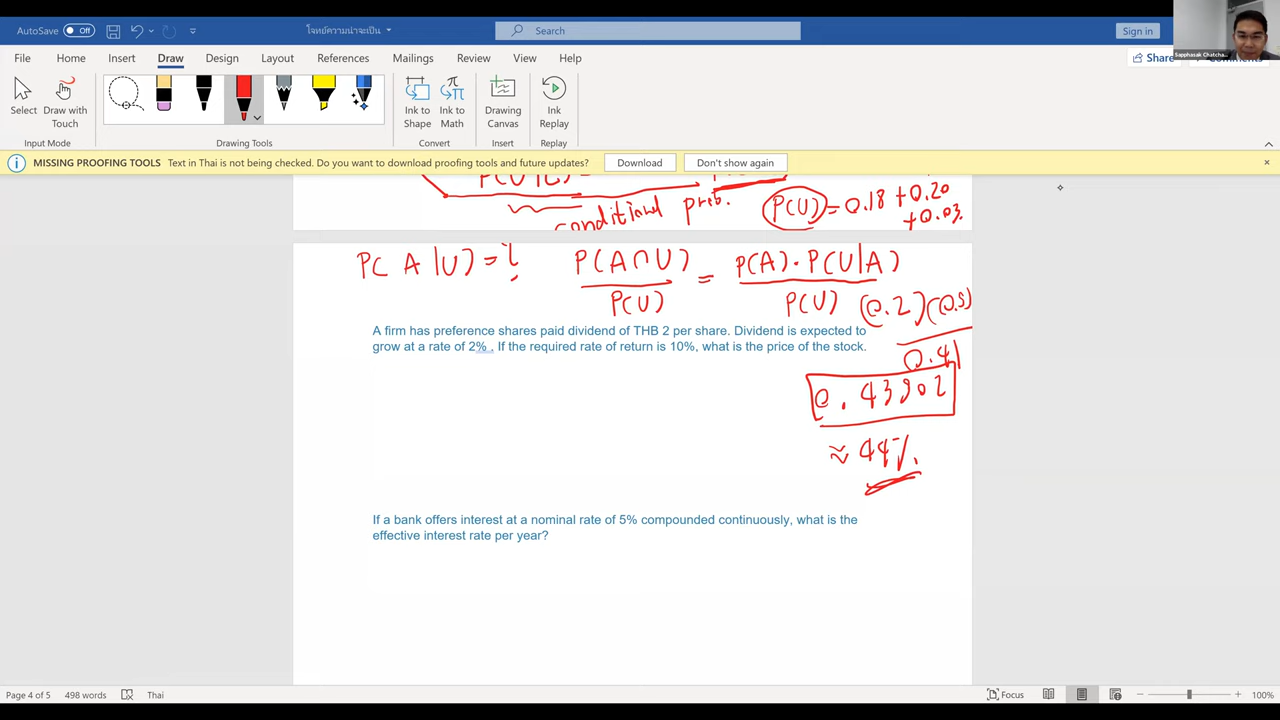 AutoSave Off
โจทย์ความน่าจะเป็น
Search
Sign in
Sapphasak Chatcha...
File Home Insert Draw Design Layout References Mailings Review View Help
Share
Comments
Select
Draw with Touch
Ink to Shape
Ink to Math
Drawing Canvas
Ink Replay
Input Mode
Drawing Tools
Convert
Insert
Replay
MISSING PROOFING TOOLS Text in Thai is not being checked. Do you want to download proofing tools and future updates? Download Don't show again
conditional prob. P(U) = 0.18 + 0.20
+0.03.
P( A |U) = ? P(A∩U) = P(A) · P(U|A)
P(U) P(U) (0.2)(0.9)
A firm has preference shares paid dividend of THB 2 per share. Dividend is expected to
grow at a rate of 2% . If the required rate of return is 10%, what is the price of the stock.
0.41
0.43902
≈ 44%.
If a bank offers interest at a nominal rate of 5% compounded continuously, what is the
effective interest rate per year?
Page 4 of 5 498 words Thai Focus 100%